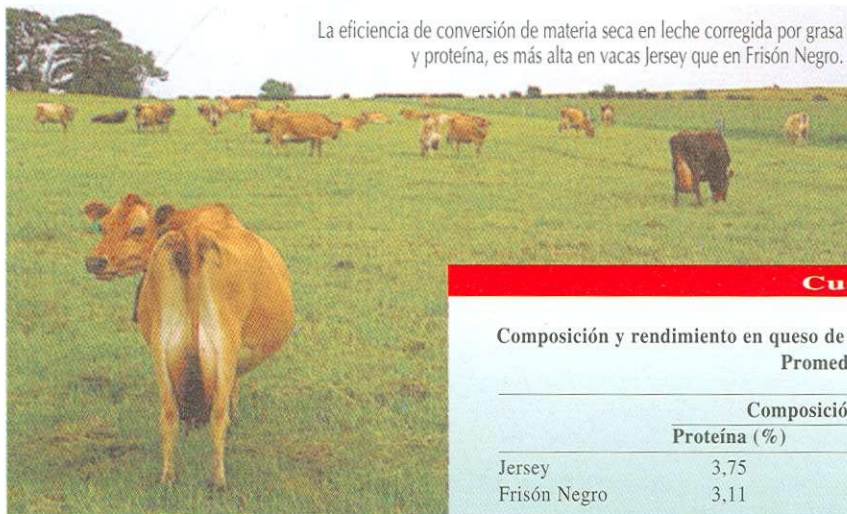 La eficiencia de conversión de materia seca en leche corregida por grasa
y proteína, es más alta en vacas Jersey que en Frisón Negro.
Cu
Composición y rendimiento en queso de
Promed
Composició
Proteína (%)
Jersey 3,75
Frisón Negro 3,11